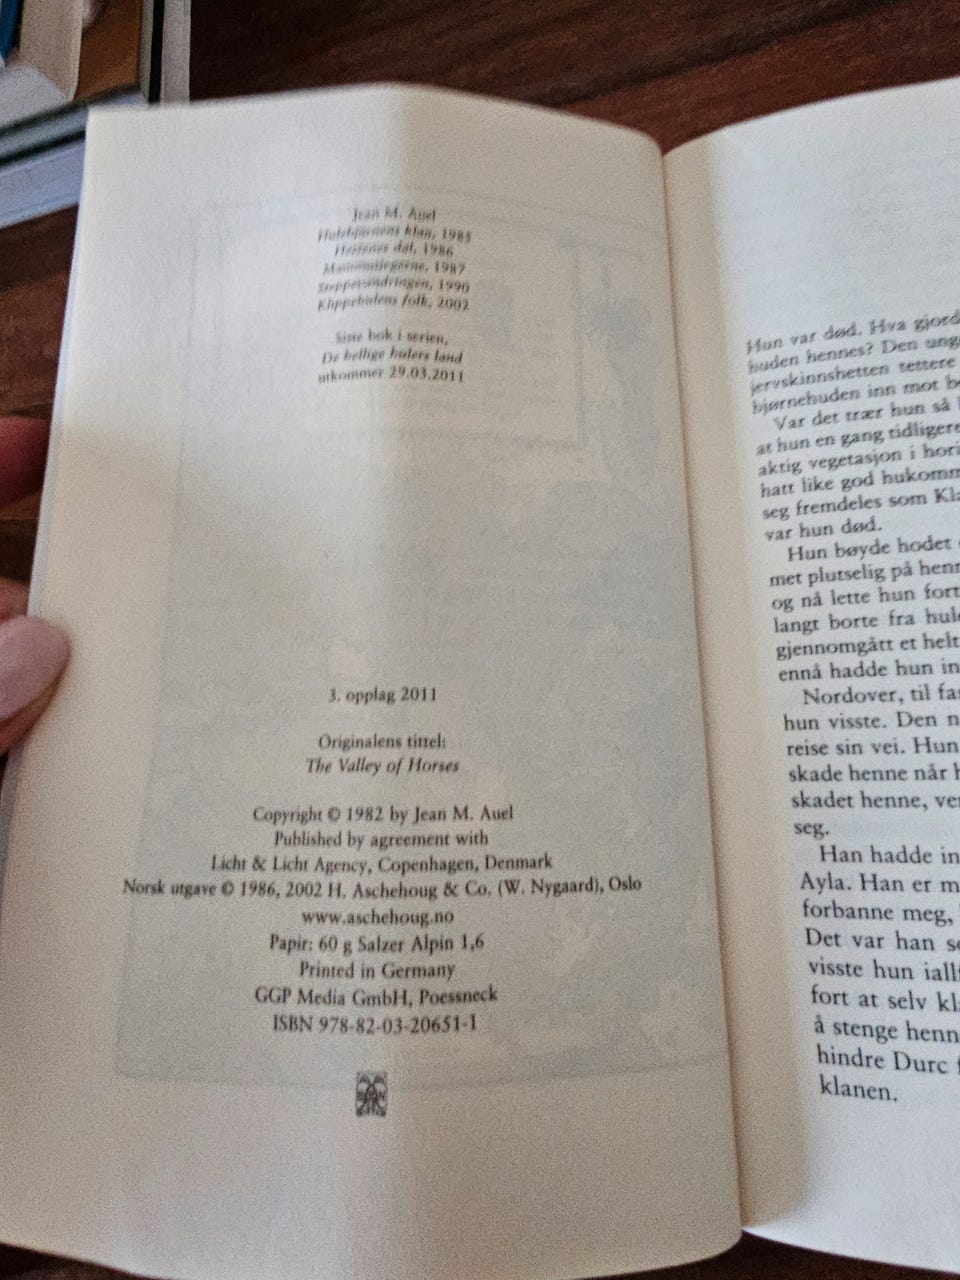 Jean M. Auel
Hulebjørnens klan, 1985
Hestenes dal, 1986
Mammutjegerne, 1987
Steppevandringen, 1990
Klippehulens folk, 2002
Siste bok i serien,
De hellige hulers land
utkommer 29.03.2011
3. opplag 2011
Originalens tittel:
The Valley of Horses
Copyright © 1982 by Jean M. Auel
Published by agreement with
Licht & Licht Agency, Copenhagen, Denmark
Norsk utgave © 1986, 2002 H. Aschehoug & Co. (W. Nygaard), Oslo
www.aschehoug.no
Papir: 60 g Salzer Alpin 1,6
Printed in Germany
GGP Media GmbH, Poessneck
ISBN 978-82-03-20651-1
Hun var død. Hva gjord
huden hennes? Den ung
jervskinnshetten tettere
bjørnehuden inn mot b
Var det trær hun så
at hun en gang tidligere
aktig vegetasjon i hori
hatt like god hukomm
seg fremdeles som Kla
var hun død.
Hun bøyde hodet
met plutselig på hen
og nå lette hun fort
langt borte fra hul
gjennomgått et helt
ennå hadde hun in
Nordover, til fa
hun visste. Den n
reise sin vei. Hun
skade henne når h
skadet henne, ve
seg.
Han hadde in
Ayla. Han er m
forbanne meg,
Det var han s
visste hun iall
fort at selv kl
å stenge henn
hindre Durc f
klanen.